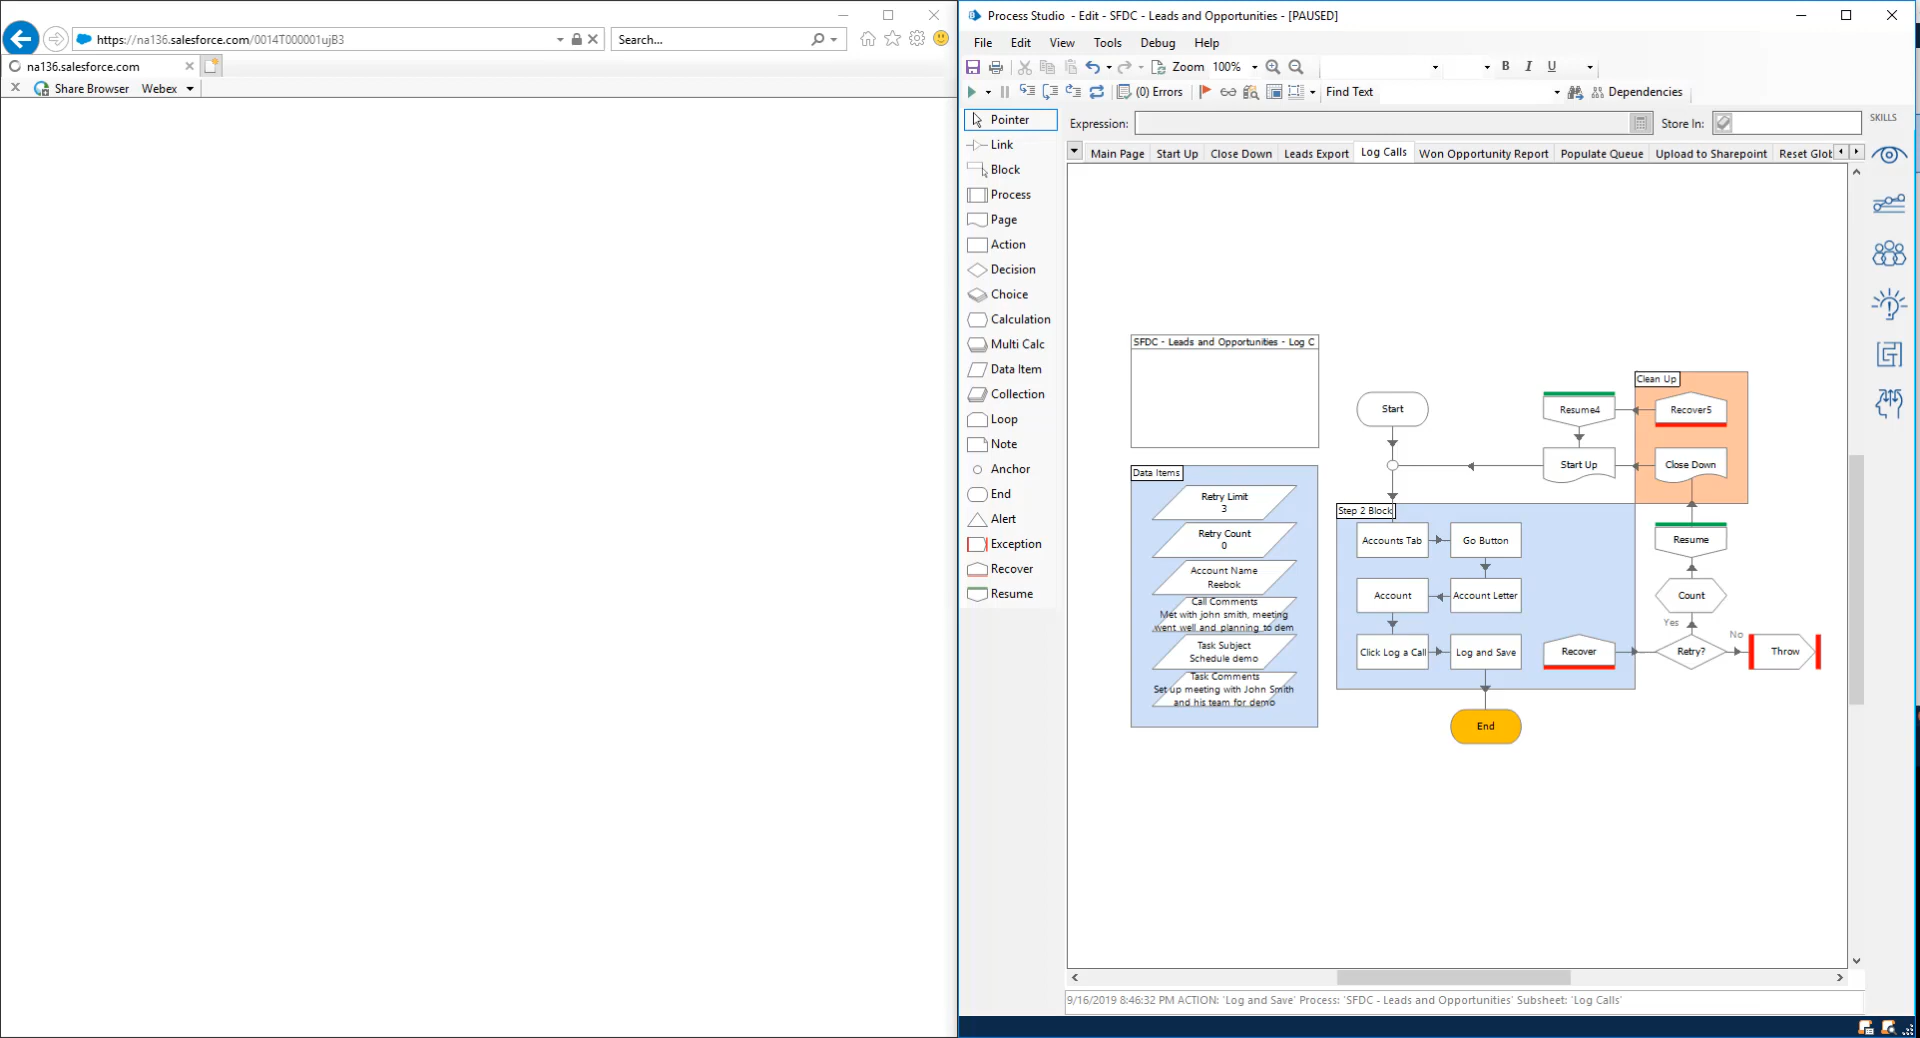 https://na136.salesforce.com/0014T000001ujB3
Search...
na136.salesforce.com
Share Browser
Webex
Process Studio - Edit - SFDC - Leads and Opportunities - [PAUSED]
File
Edit
View
Tools
Debug
Help
Zoom
100%
B
I
U
(0) Errors
Find Text
Dependencies
Pointer
Link
Block
Process
Page
Action
Decision
Choice
Calculation
Multi Calc
Data Item
Collection
Loop
Note
Anchor
End
Alert
Exception
Recover
Resume
Expression:
Store In:
SKILLS
Main Page
Start Up
Close Down
Leads Export
Log Calls
Won Opportunity Report
Populate Queue
Upload to Sharepoint
Reset Glot
SFDC - Leads and Opportunities - Log C
Data Items
Retry Limit
3
Retry Count
0
Account Name
Reebok
Call Comments
Met with john smith, meeting
went well and planning to dem
Task Subject
Schedule demo
Task Comments
Set up meeting with John Smith
and his team for demo
Start
Clean Up
Resume4
Recover5
Start Up
Close Down
Step 2 Block
Accounts Tab
Go Button
Account
Account Letter
Click Log a Call
Log and Save
Recover
End
Resume
Count
Yes
No
Retry?
Throw
9/16/2019 8:46:32 PM ACTION: 'Log and Save' Process: 'SFDC - Leads and Opportunities' Subsheet: 'Log Calls'